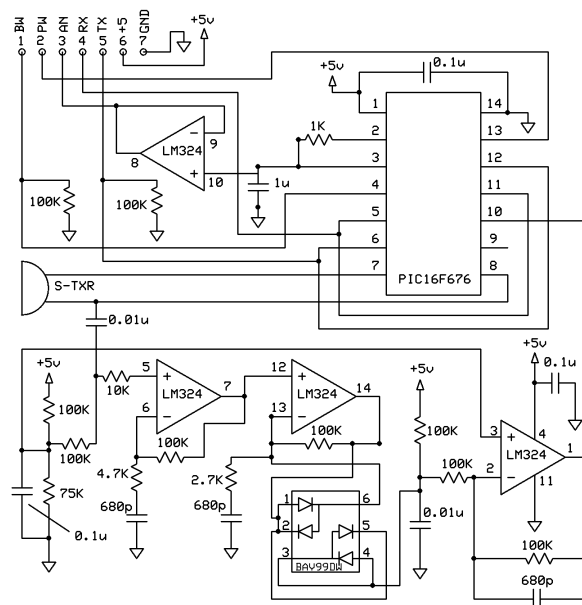 BW PW AN RX TX +5 GND
1 2 3 4 5 6 7
+5v
+5v
0.1u
1 14
1K
2 13
9
LM324
8
3 12
10
1u
100K
100K
4 11
5 10
6 9
7 8
PIC16F676
S-TXR
0.01u
+5v
+5v
0.1u
+5v
5
10K
LM324
7
12
LM324
14
6
13
100K
100K
100K
100K
100K
3
4
LM324
1
2
11
100K
4.7K
2.7K
75K
680p
680p
0.01u
0.1u
1 6
2 5
3 4
BAV99DW
100K
680p